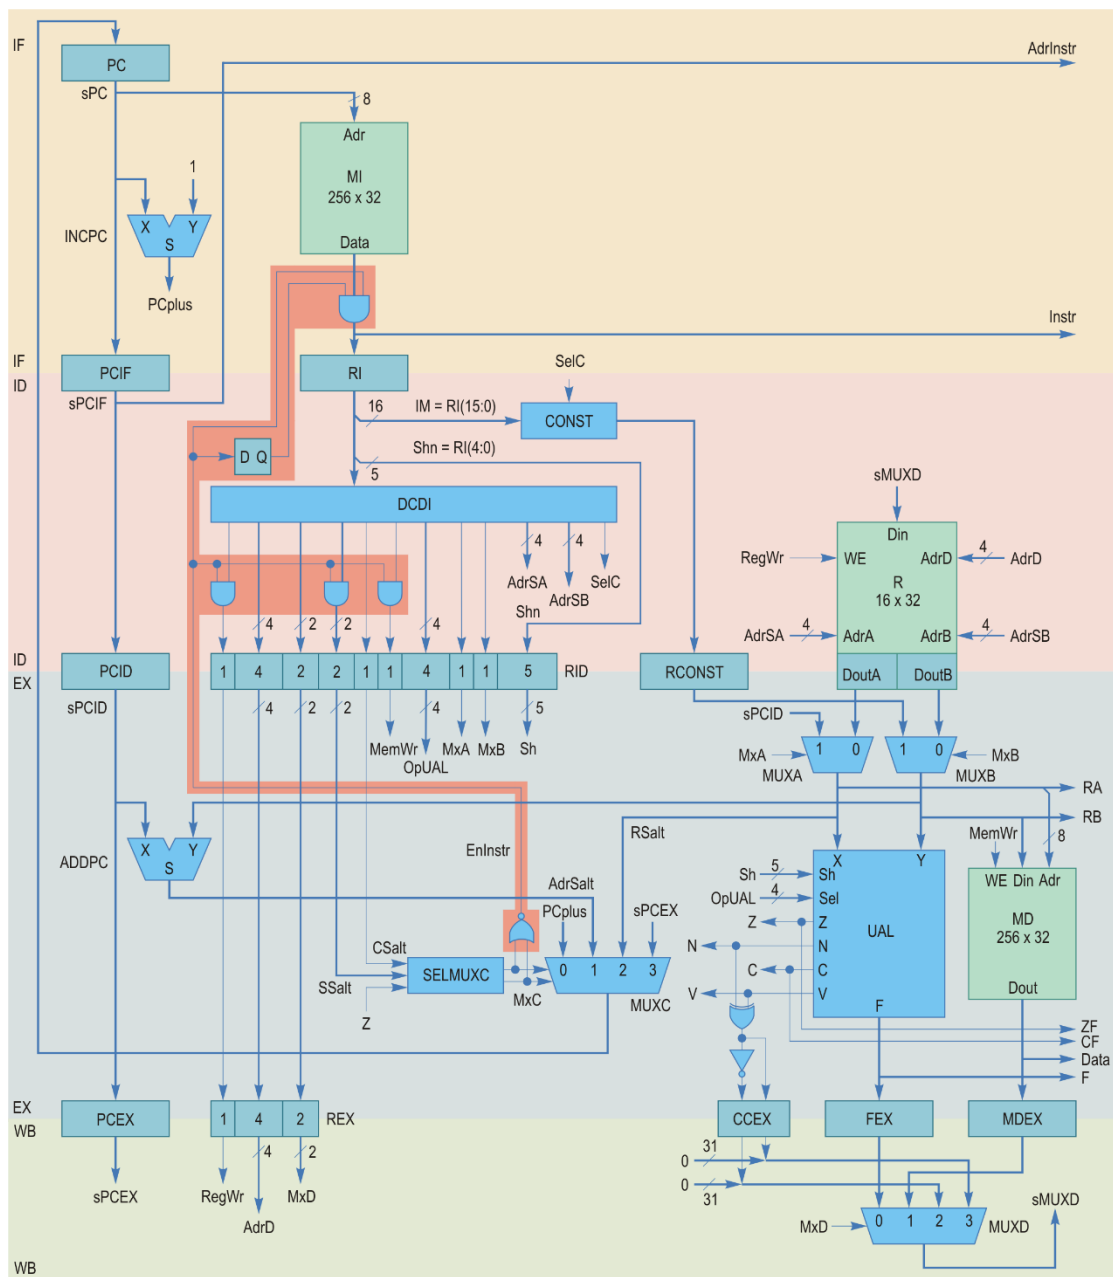 IF
PC
AdrInstr
sPC
8
Adr
MI
256 x 32
Data
1
X Y
S
INCPC
PCplus
Instr
IF
PCIF
RI
SelC
ID
sPCIF
16
IM = RI(15:0)
CONST
Shn = RI(4:0)
D Q
5
sMUXD
DCDI
Din
4
4
RegWr
WE
AdrD
4
AdrD
AdrSA
SelC
R
16 x 32
AdrSB
Shn
4
2
2
4
AdrSA
4
AdrA
AdrB
4
AdrSB
ID
PCID
1 4 2 2 1 1 4 1 1 5
RID
RCONST
DoutA DoutB
EX
sPCID
4
2
2
4
5
sPCID
MemWr
MxA
MxB
Sh
OpUAL
MxA
1 0
1 0
MxB
MUXA
MUXB
RA
RB
X Y
S
ADDPC
EnInstr
RSalt
MemWr
8
X Y
Sh
5
Sh
WE Din Adr
AdrSalt
OpUAL
4
Sel
PCplus
sPCEX
Z
Z
UAL
MD
256 x 32
N
N
CSalt
SELMUXC
0 1 2 3
C
C
SSalt
Dout
V
V
MxC
MUXC
Z
F
ZF
CF
Data
F
EX
PCEX
1 4 2
REX
CCEX
FEX
MDEX
WB
4
2
31
0
0
31
sPCEX
RegWr
MxD
sMUXD
AdrD
MxD
0 1 2 3
MUXD
WB